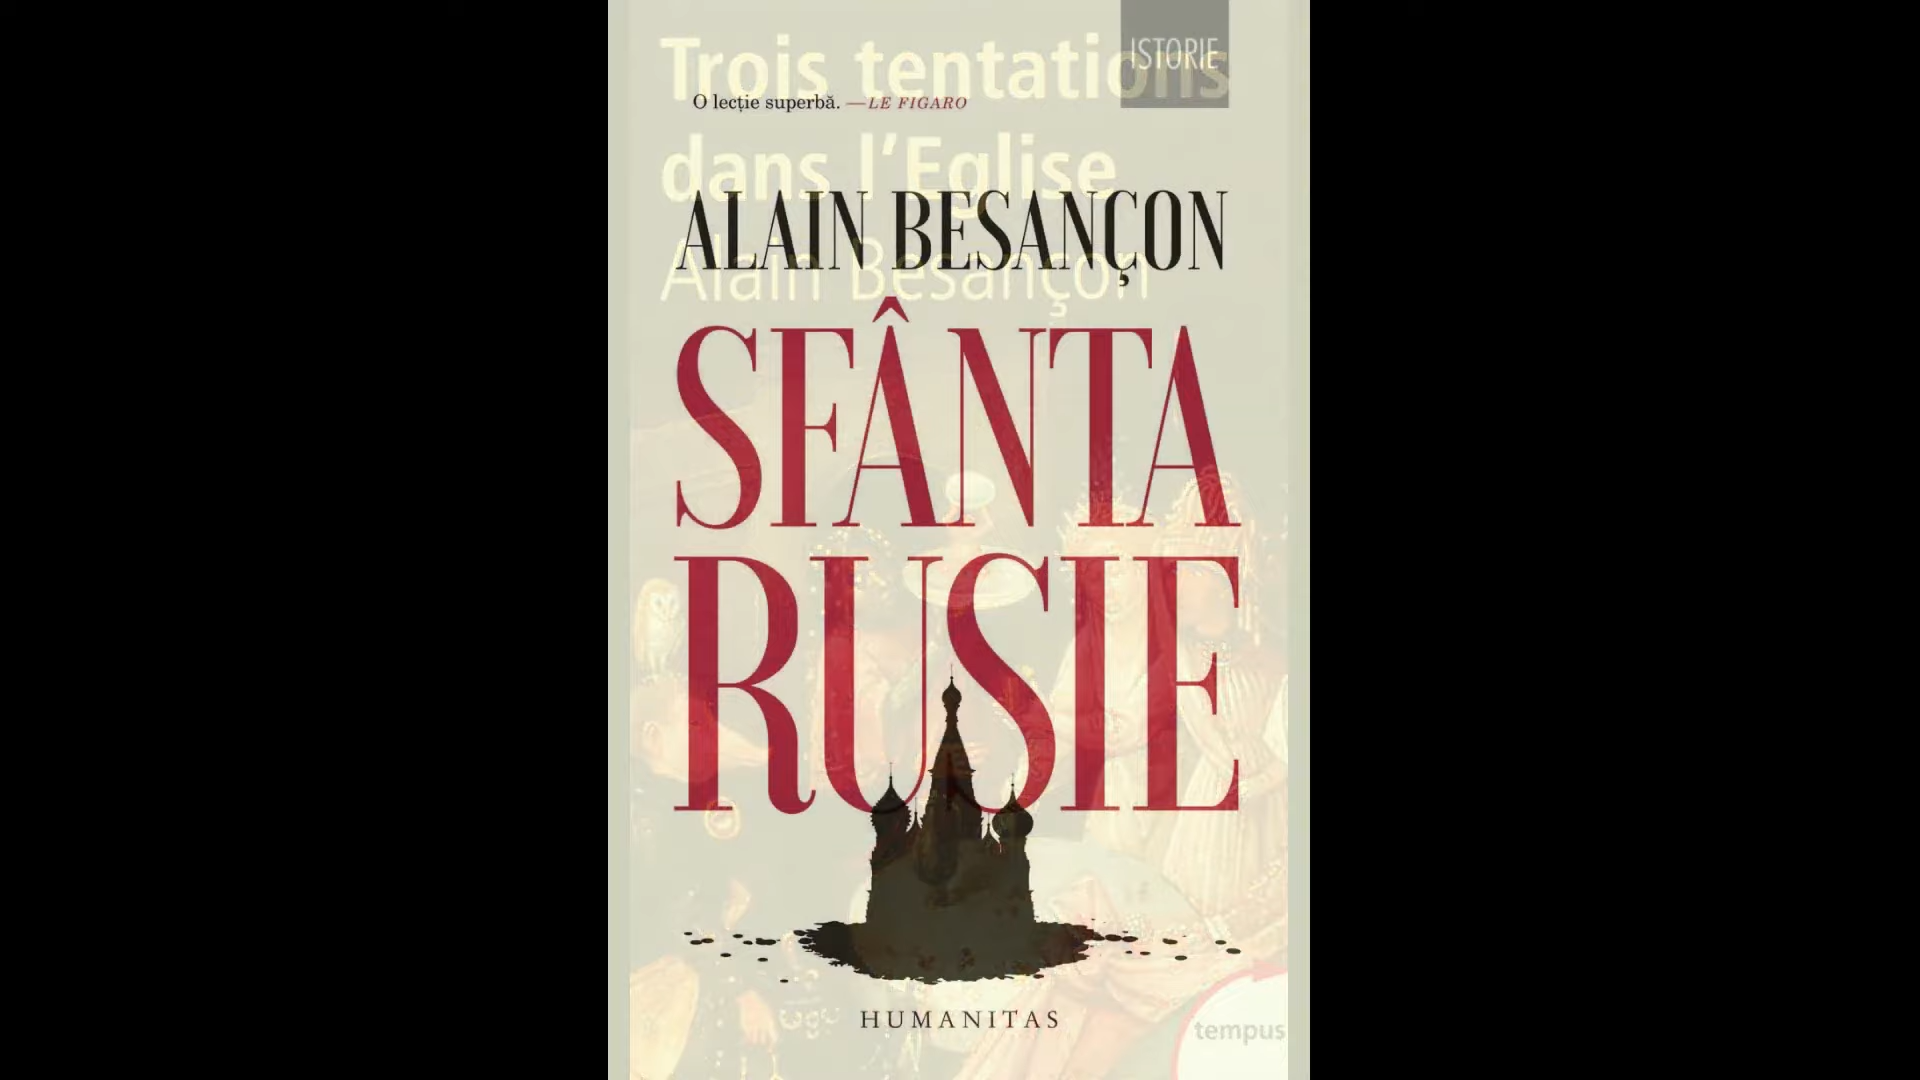 Trois tentations
ISTORIE
O lecție superbă. —LE FIGARO
dans l'Eglise
ALAIN BESANÇON
Alain Besançon
SFÂNTA
RUSIE
HUMANITAS
tempus